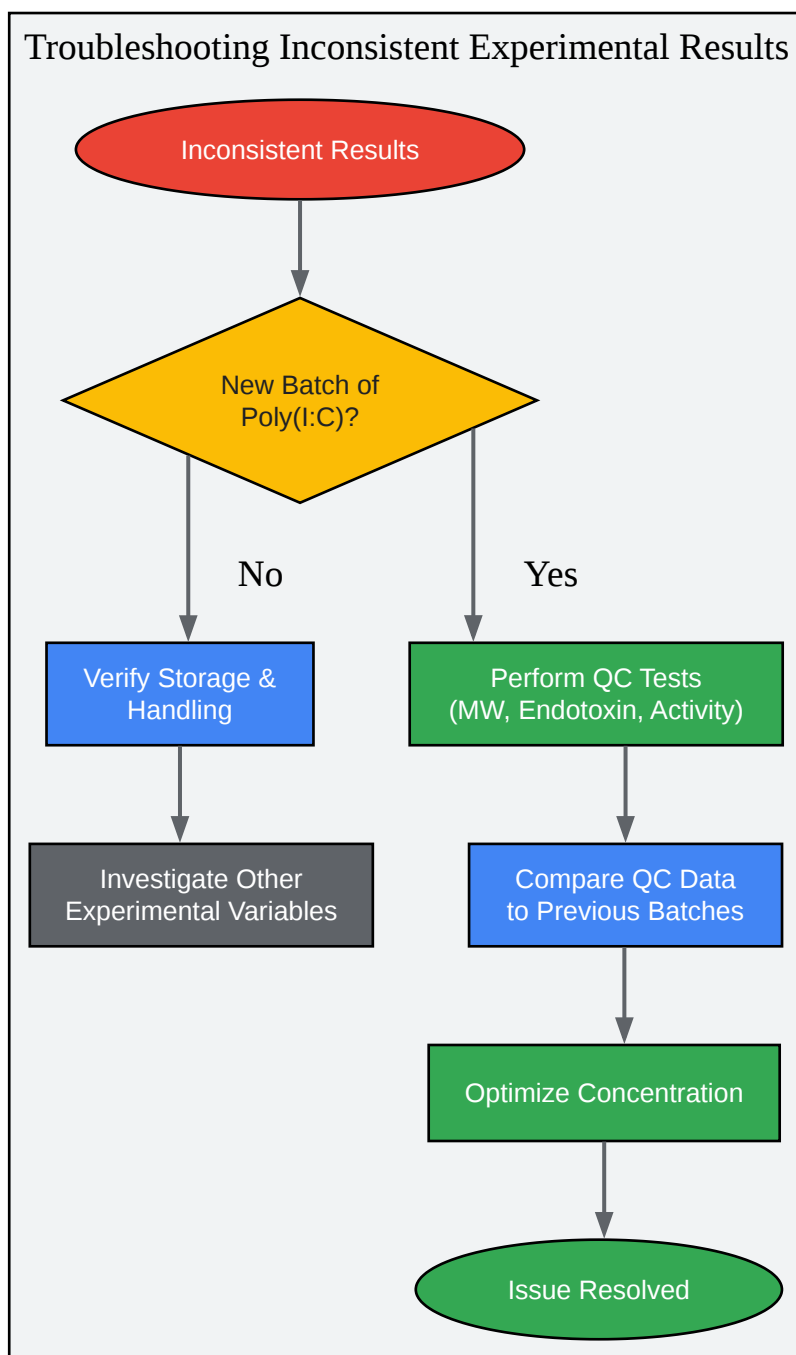 Troubleshooting Inconsistent Experimental Results
Inconsistent Results
New Batch of
Poly(I:C)?
No
Yes
Verify Storage &
Handling
Perform QC Tests
(MW, Endotoxin, Activity)
Investigate Other
Experimental Variables
Compare QC Data
to Previous Batches
Optimize Concentration
Issue Resolved